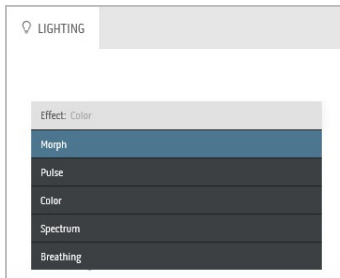 LIGHTING
Effect: Color
Morph
Pulse
Color
Spectrum
Breathing